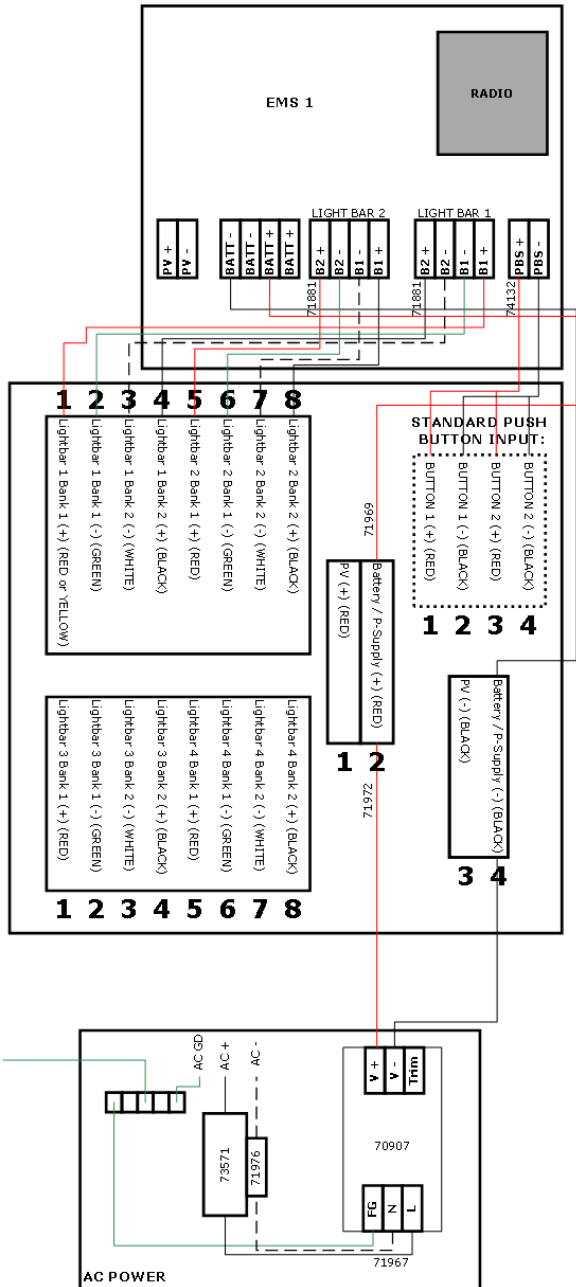 EMS 1
RADIO
LIGHT BAR 2
LIGHT BAR 1
PV +
PV -
BATT -
BATT -
BATT +
BATT +
B2 +
B2 -
B1 -
B1 +
B2 +
B2 -
B1 -
B1 +
PBS +
PBS -
71881
71881
74132
1 2 3 4 5 6 7 8
Lightbar 1 Bank 1 (+) (RED or YELLOW)
Lightbar 1 Bank 1 (-) (GREEN)
Lightbar 1 Bank 2 (-) (WHITE)
Lightbar 1 Bank 2 (+) (BLACK)
Lightbar 2 Bank 1 (+) (RED)
Lightbar 2 Bank 1 (-) (GREEN)
Lightbar 2 Bank 2 (-) (WHITE)
Lightbar 2 Bank 2 (+) (BLACK)
STANDARD PUSH
BUTTON INPUT:
BUTTON 1 (+) (RED)
BUTTON 1 (-) (BLACK)
BUTTON 2 (+) (RED)
BUTTON 2 (-) (BLACK)
1 2 3 4
71969
PV (+) (RED)
Battery / P-Supply (+) (RED)
1 2
71972
PV (-) (BLACK)
Battery / P-Supply (-) (BLACK)
3 4
Lightbar 3 Bank 1 (+) (RED)
Lightbar 3 Bank 1 (-) (GREEN)
Lightbar 3 Bank 2 (-) (WHITE)
Lightbar 3 Bank 2 (+) (BLACK)
Lightbar 4 Bank 1 (+) (RED)
Lightbar 4 Bank 1 (-) (GREEN)
Lightbar 4 Bank 2 (-) (WHITE)
Lightbar 4 Bank 2 (+) (BLACK)
1 2 3 4 5 6 7 8
AC GD
AC +
AC -
V +
V -
Trim
73571
71976
70907
FG
N
L
71967
AC POWER